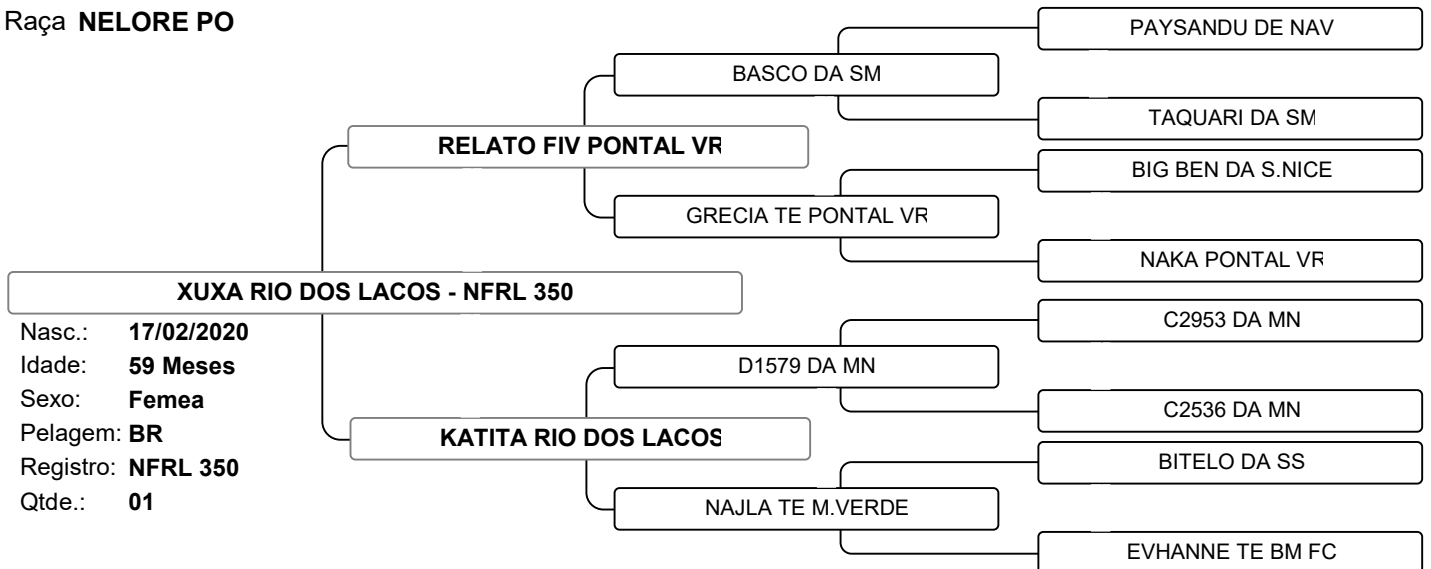 Raça NELORE PO
PAYSANDU DE NAV
BASCO DA SM
TAQUARI DA SM
RELATO FIV PONTAL VR
BIG BEN DA S.NICE
GRECIA TE PONTAL VR
NAKA PONTAL VR
XUXA RIO DOS LACOS - NFRL 350
C2953 DA MN
Nasc.: 17/02/2020
Idade: 59 Meses
D1579 DA MN
Sexo: Femea
C2536 DA MN
Pelagem: BR
KATITA RIO DOS LACOS
Registro: NFRL 350
BITELO DA SS
Qtde.: 01
NAJLA TE M.VERDE
EVHANNE TE BM FC